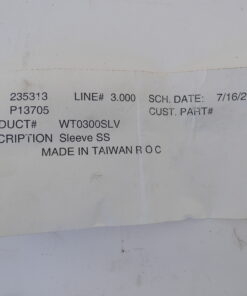 235313 LINE# 3.000 SCH. DATE: 7/16/2
P13705 CUST. PART#
DUCT# WT0300SLV
CRIPTION Sleeve SS
MADE IN TAIWAN R O C